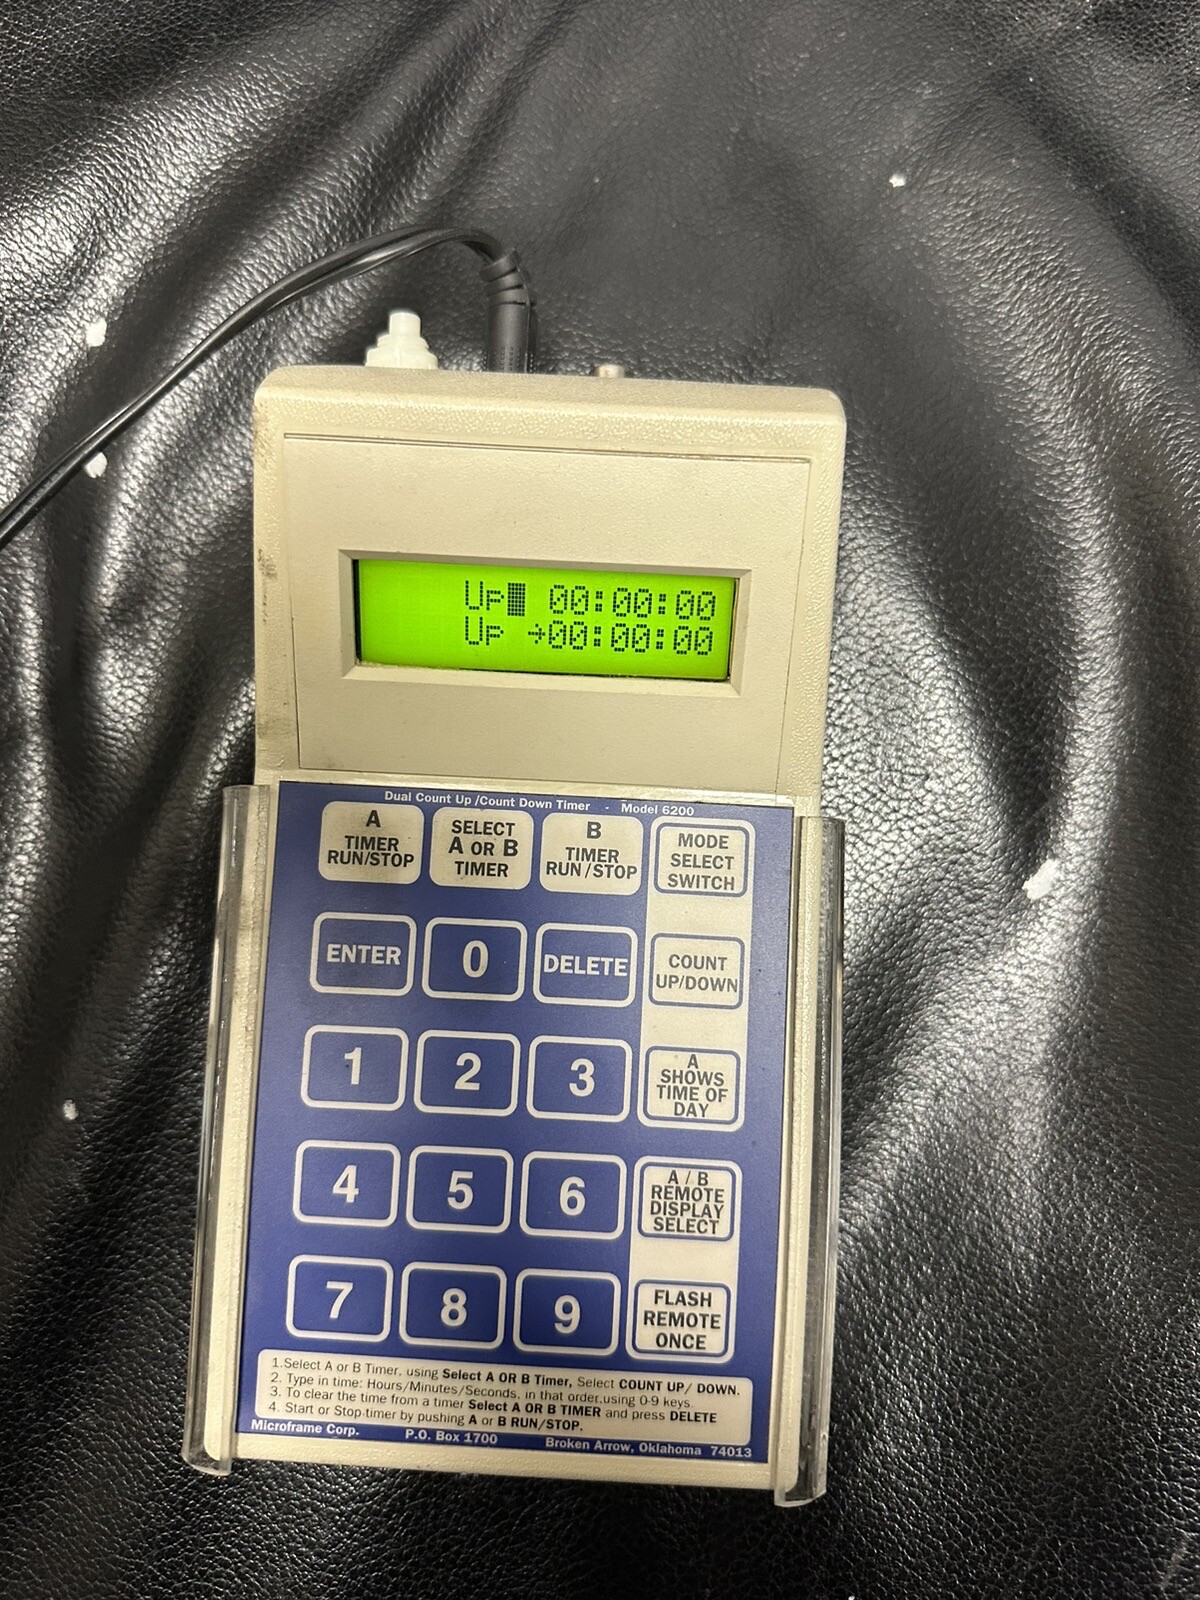 Up 00:00:00
Up →00:00:00
Dual Count Up /Count Down Timer - Model 6200
A TIMER RUN/STOP
SELECT A OR B TIMER
B TIMER RUN/STOP
MODE SELECT SWITCH
ENTER
0
DELETE
COUNT UP/DOWN
1
2
3
A SHOWS TIME OF DAY
4
5
6
A / B REMOTE DISPLAY SELECT
7
8
9
FLASH REMOTE ONCE
1.Select A or B Timer, using Select A OR B Timer, Select COUNT UP/ DOWN.
2. Type in time: Hours/Minutes/Seconds, in that order,using 0-9 keys.
3. To clear the time from a timer Select A OR B TIMER and press DELETE
4. Start or Stop timer by pushing A or B RUN/STOP.
Microframe Corp. P.O. Box 1700 Broken Arrow, Oklahoma 74013